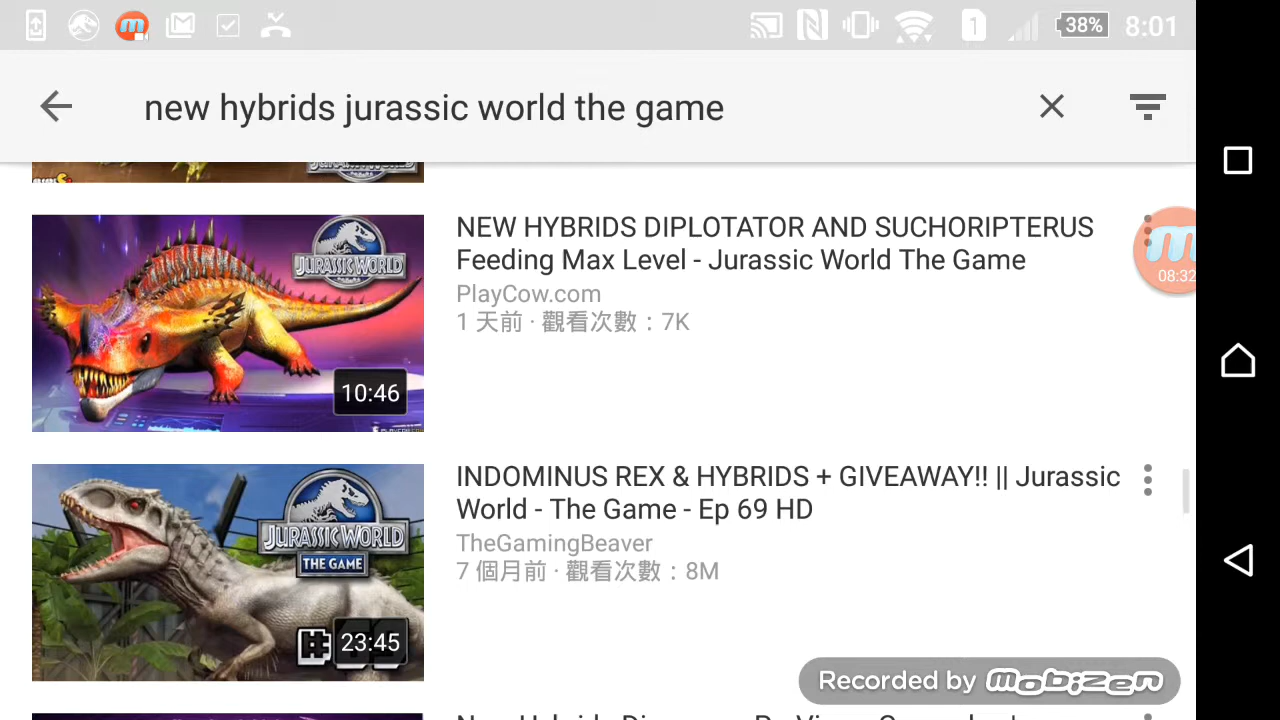 38% 8:01
new hybrids jurassic world the game
JURASSIC WORLD
NEW HYBRIDS DIPLOTATOR AND SUCHORIPTERUS
Feeding Max Level - Jurassic World The Game
PlayCow.com
1 天前 · 觀看次數：7K
10:46
08:32
JURASSIC WORLD
THE GAME
INDOMINUS REX & HYBRIDS + GIVEAWAY!! || Jurassic
World - The Game - Ep 69 HD
TheGamingBeaver
7 個月前 · 觀看次數：8M
23:45
Recorded by mobizen